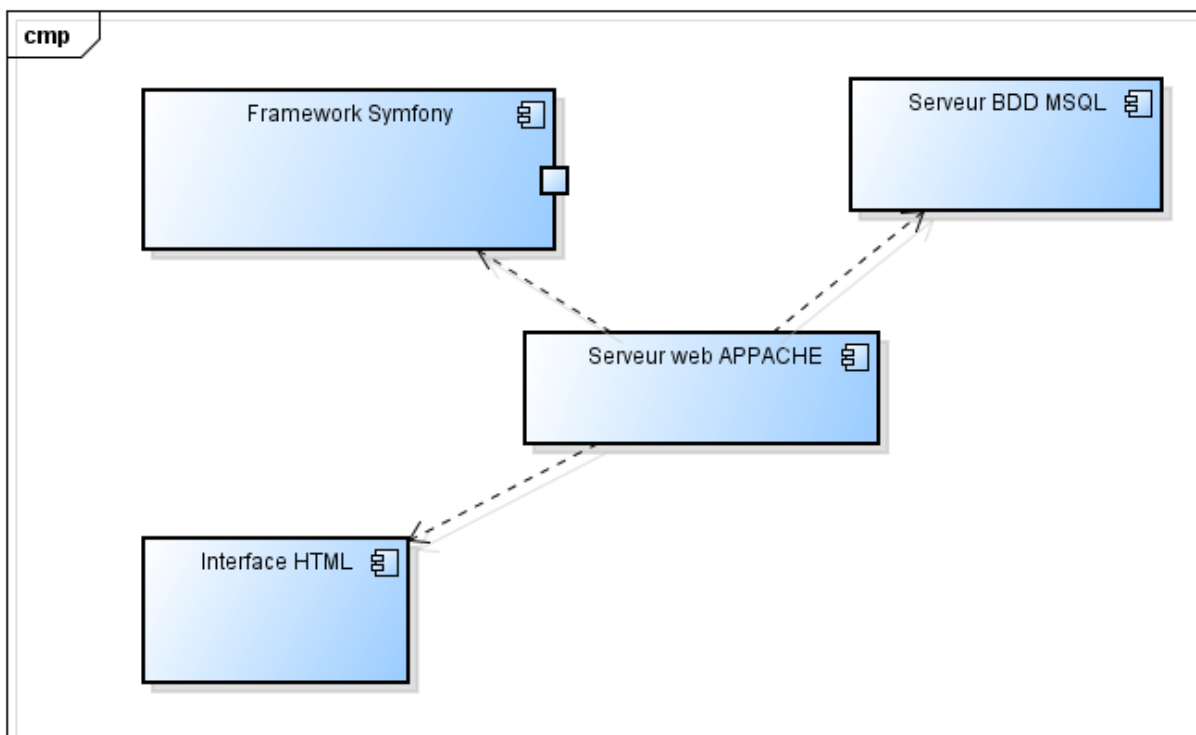 cmp
Framework Symfony
Serveur BDD MSQL
Serveur web APPACHE
Interface HTML